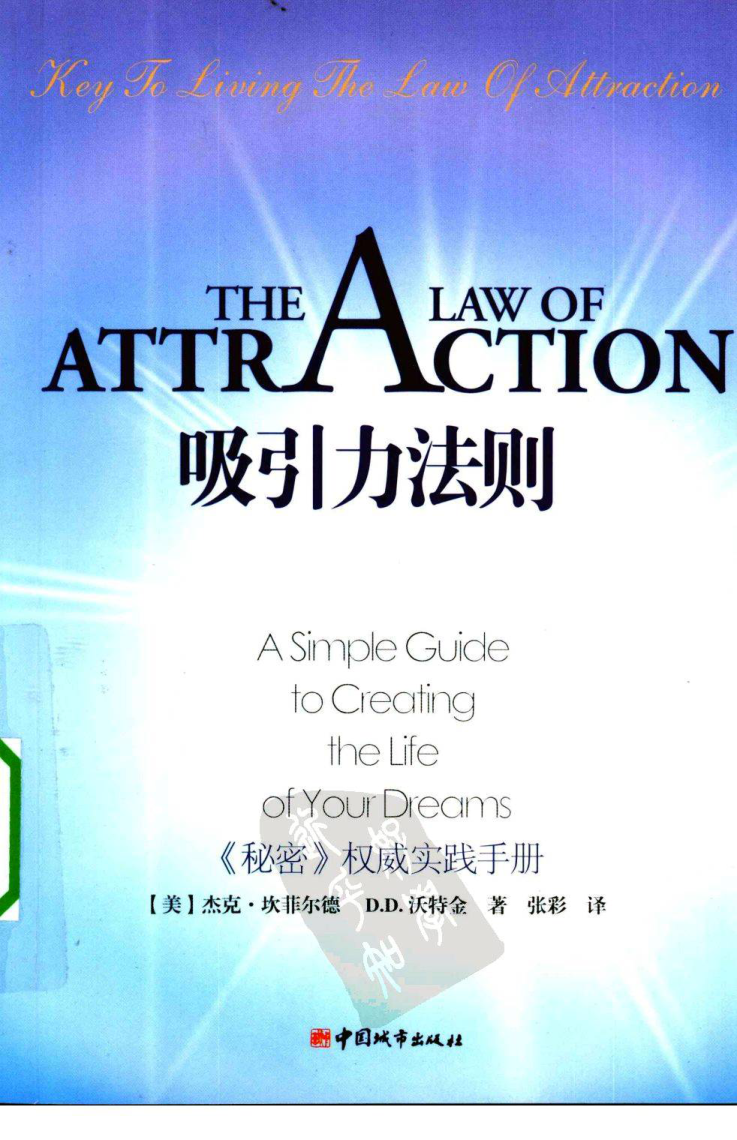 Key To Living The Law Of Attraction
THE LAW OF
ATTRACTION
吸引力法则
A Simple Guide
to Creating
the Life
of Your Dreams
《秘密》权威实践手册
【美】杰克·坎菲尔德 D.D.沃特金 著 张彩 译
中国城市出版社